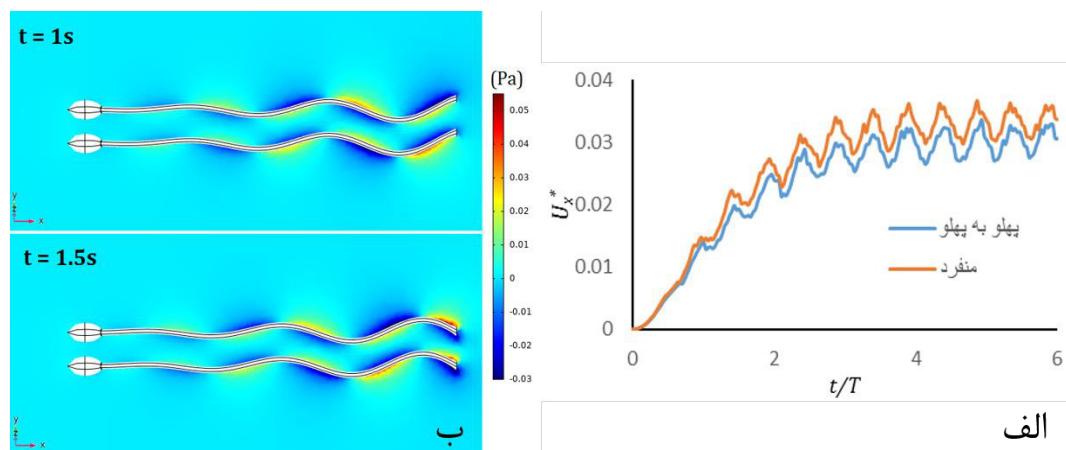 t = 1s
y
z
x
t = 1.5s
y
z
x
ب
(Pa)
0.05
0.04
0.03
0.02
0.01
0
-0.01
-0.02
-0.03
0.04
0.03
0.02
0.01
0
Ux*
پهلو به پهلو
منفرد
0 2 4 6
t/T
الف